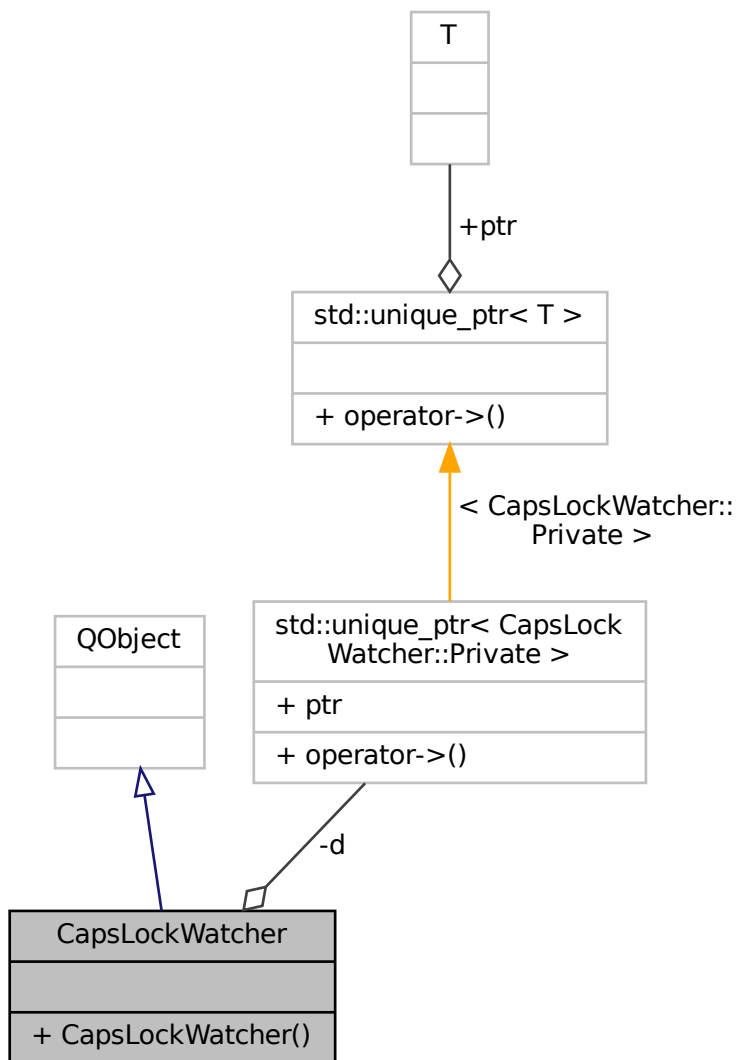 T
+ptr
std::unique_ptr< T >
+ operator->()
< CapsLockWatcher::
Private >
std::unique_ptr< CapsLock
Watcher::Private >
+ ptr
+ operator->()
QObject
-d
CapsLockWatcher
+ CapsLockWatcher()